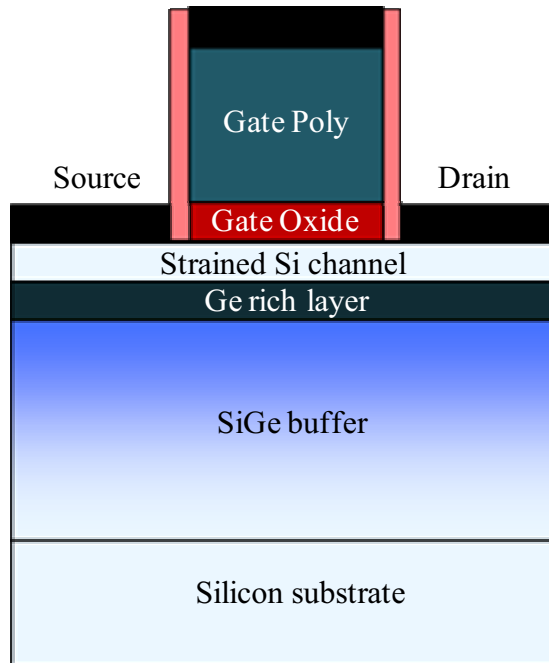 Gate Poly
Source
Drain
Gate Oxide
Strained Si channel
Ge rich layer
SiGe buffer
Silicon substrate